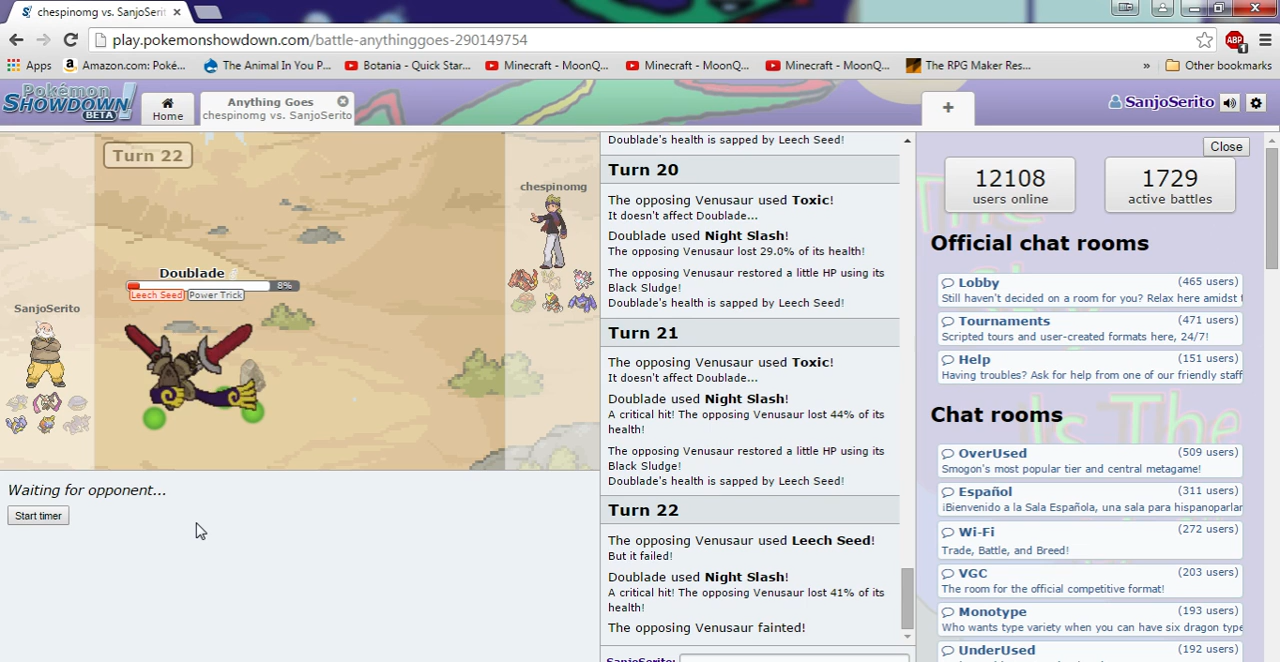 chespinomg vs. SanjoSerit
play.pokemonshowdown.com/battle-anythinggoes-290149754
ABP
1
Apps
Amazon.com: Poké...
The Animal In You P...
Botania - Quick Star...
Minecraft - MoonQ...
Minecraft - MoonQ...
Minecraft - MoonQ...
The RPG Maker Res...
»
Other bookmarks
Pokémon
SHOWDOWN!
BETA
Home
Anything Goes
chespinomg vs. SanjoSerito
+
SanjoSerito
Turn 22
chespinomg
SanjoSerito
Doublade
8%
Leech Seed
Power Trick
Waiting for opponent...
Start timer
Doublade's health is sapped by Leech Seed!
Turn 20
The opposing Venusaur used Toxic!
It doesn't affect Doublade...
Doublade used Night Slash!
The opposing Venusaur lost 29.0% of its health!
The opposing Venusaur restored a little HP using its
Black Sludge!
Doublade's health is sapped by Leech Seed!
Turn 21
The opposing Venusaur used Toxic!
It doesn't affect Doublade...
Doublade used Night Slash!
A critical hit! The opposing Venusaur lost 44% of its
health!
The opposing Venusaur restored a little HP using its
Black Sludge!
Doublade's health is sapped by Leech Seed!
Turn 22
The opposing Venusaur used Leech Seed!
But it failed!
Doublade used Night Slash!
A critical hit! The opposing Venusaur lost 41% of its
health!
The opposing Venusaur fainted!
SanjoSerito:
Close
12108
users online
1729
active battles
Official chat rooms
Lobby (465 users)
Still haven't decided on a room for you? Relax here amidst t
Tournaments (471 users)
Scripted tours and user-created formats here, 24/7!
Help (151 users)
Having troubles? Ask for help from one of our friendly staff
Chat rooms
OverUsed (509 users)
Smogon's most popular tier and central metagame!
Español (311 users)
¡Bienvenido a la Sala Española, una sala para hispanoparlar
Wi-Fi (272 users)
Trade, Battle, and Breed!
VGC (203 users)
The room for the official competitive format!
Monotype (193 users)
Who wants type variety when you can have six dragon type
UnderUsed (192 users)
Is The